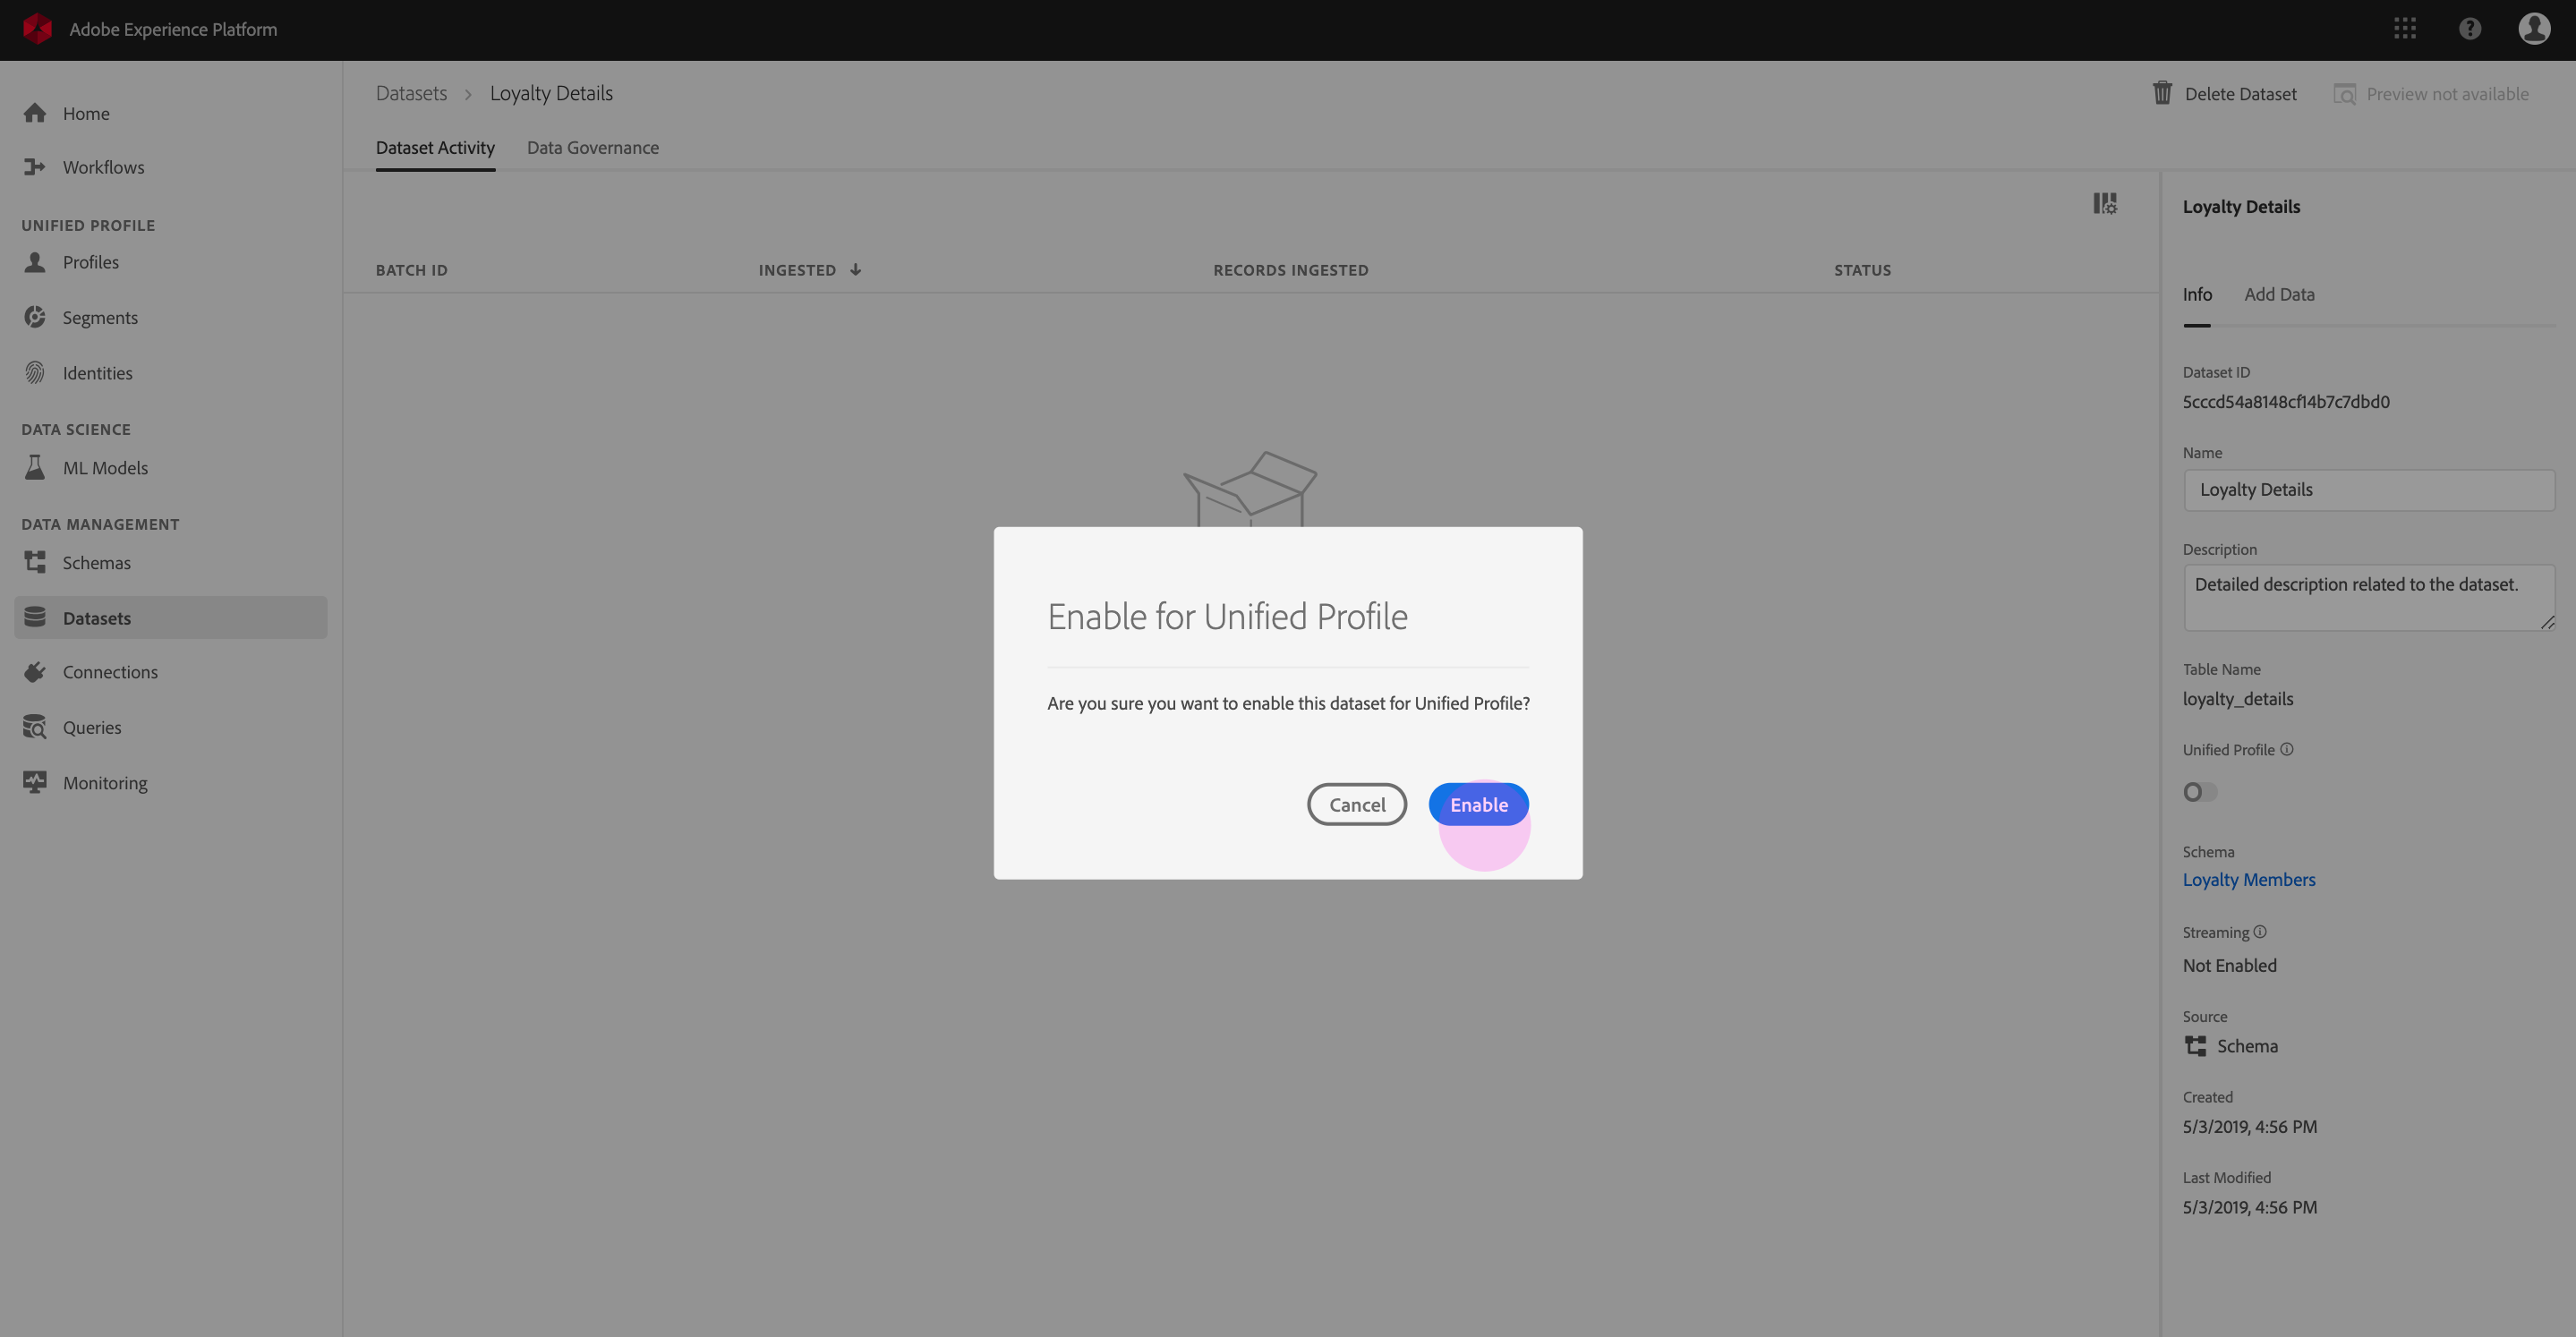 Adobe Experience Platform
Home
Workflows
UNIFIED PROFILE
Profiles
Segments
Identities
DATA SCIENCE
ML Models
DATA MANAGEMENT
Schemas
Datasets
Connections
Queries
Monitoring
Datasets > Loyalty Details
Delete Dataset
Preview not available
Dataset Activity
Data Governance
BATCH ID
INGESTED
RECORDS INGESTED
STATUS
Enable for Unified Profile
Are you sure you want to enable this dataset for Unified Profile?
Cancel
Enable
Loyalty Details
Info
Add Data
Dataset ID
5cccd54a8148cf14b7c7dbd0
Name
Loyalty Details
Description
Detailed description related to the dataset.
Table Name
loyalty_details
Unified Profile
Schema
Loyalty Members
Streaming
Not Enabled
Source
Schema
Created
5/3/2019, 4:56 PM
Last Modified
5/3/2019, 4:56 PM